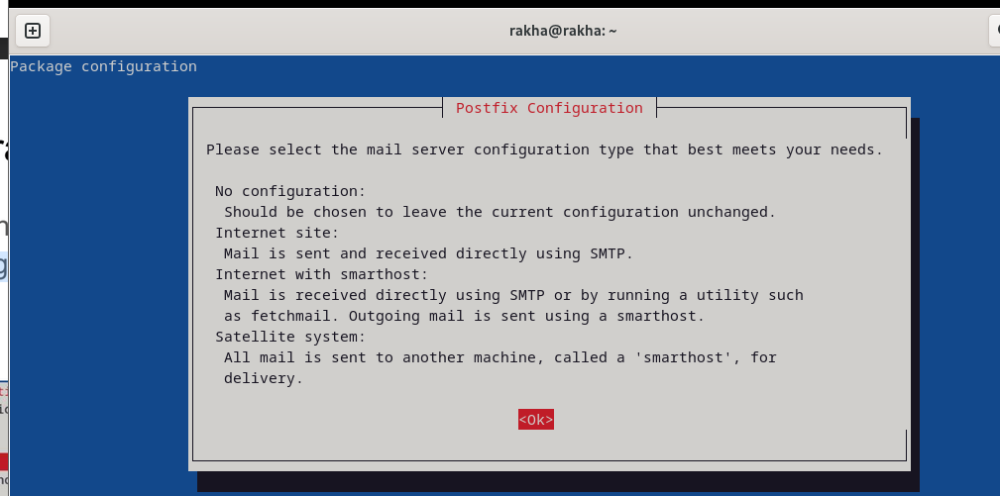 rakha@rakha: ~
Package configuration
Postfix Configuration
Please select the mail server configuration type that best meets your needs.
No configuration:
Should be chosen to leave the current configuration unchanged.
Internet site:
Mail is sent and received directly using SMTP.
Internet with smarthost:
Mail is received directly using SMTP or by running a utility such
as fetchmail. Outgoing mail is sent using a smarthost.
Satellite system:
All mail is sent to another machine, called a 'smarthost', for
delivery.
<Ok>